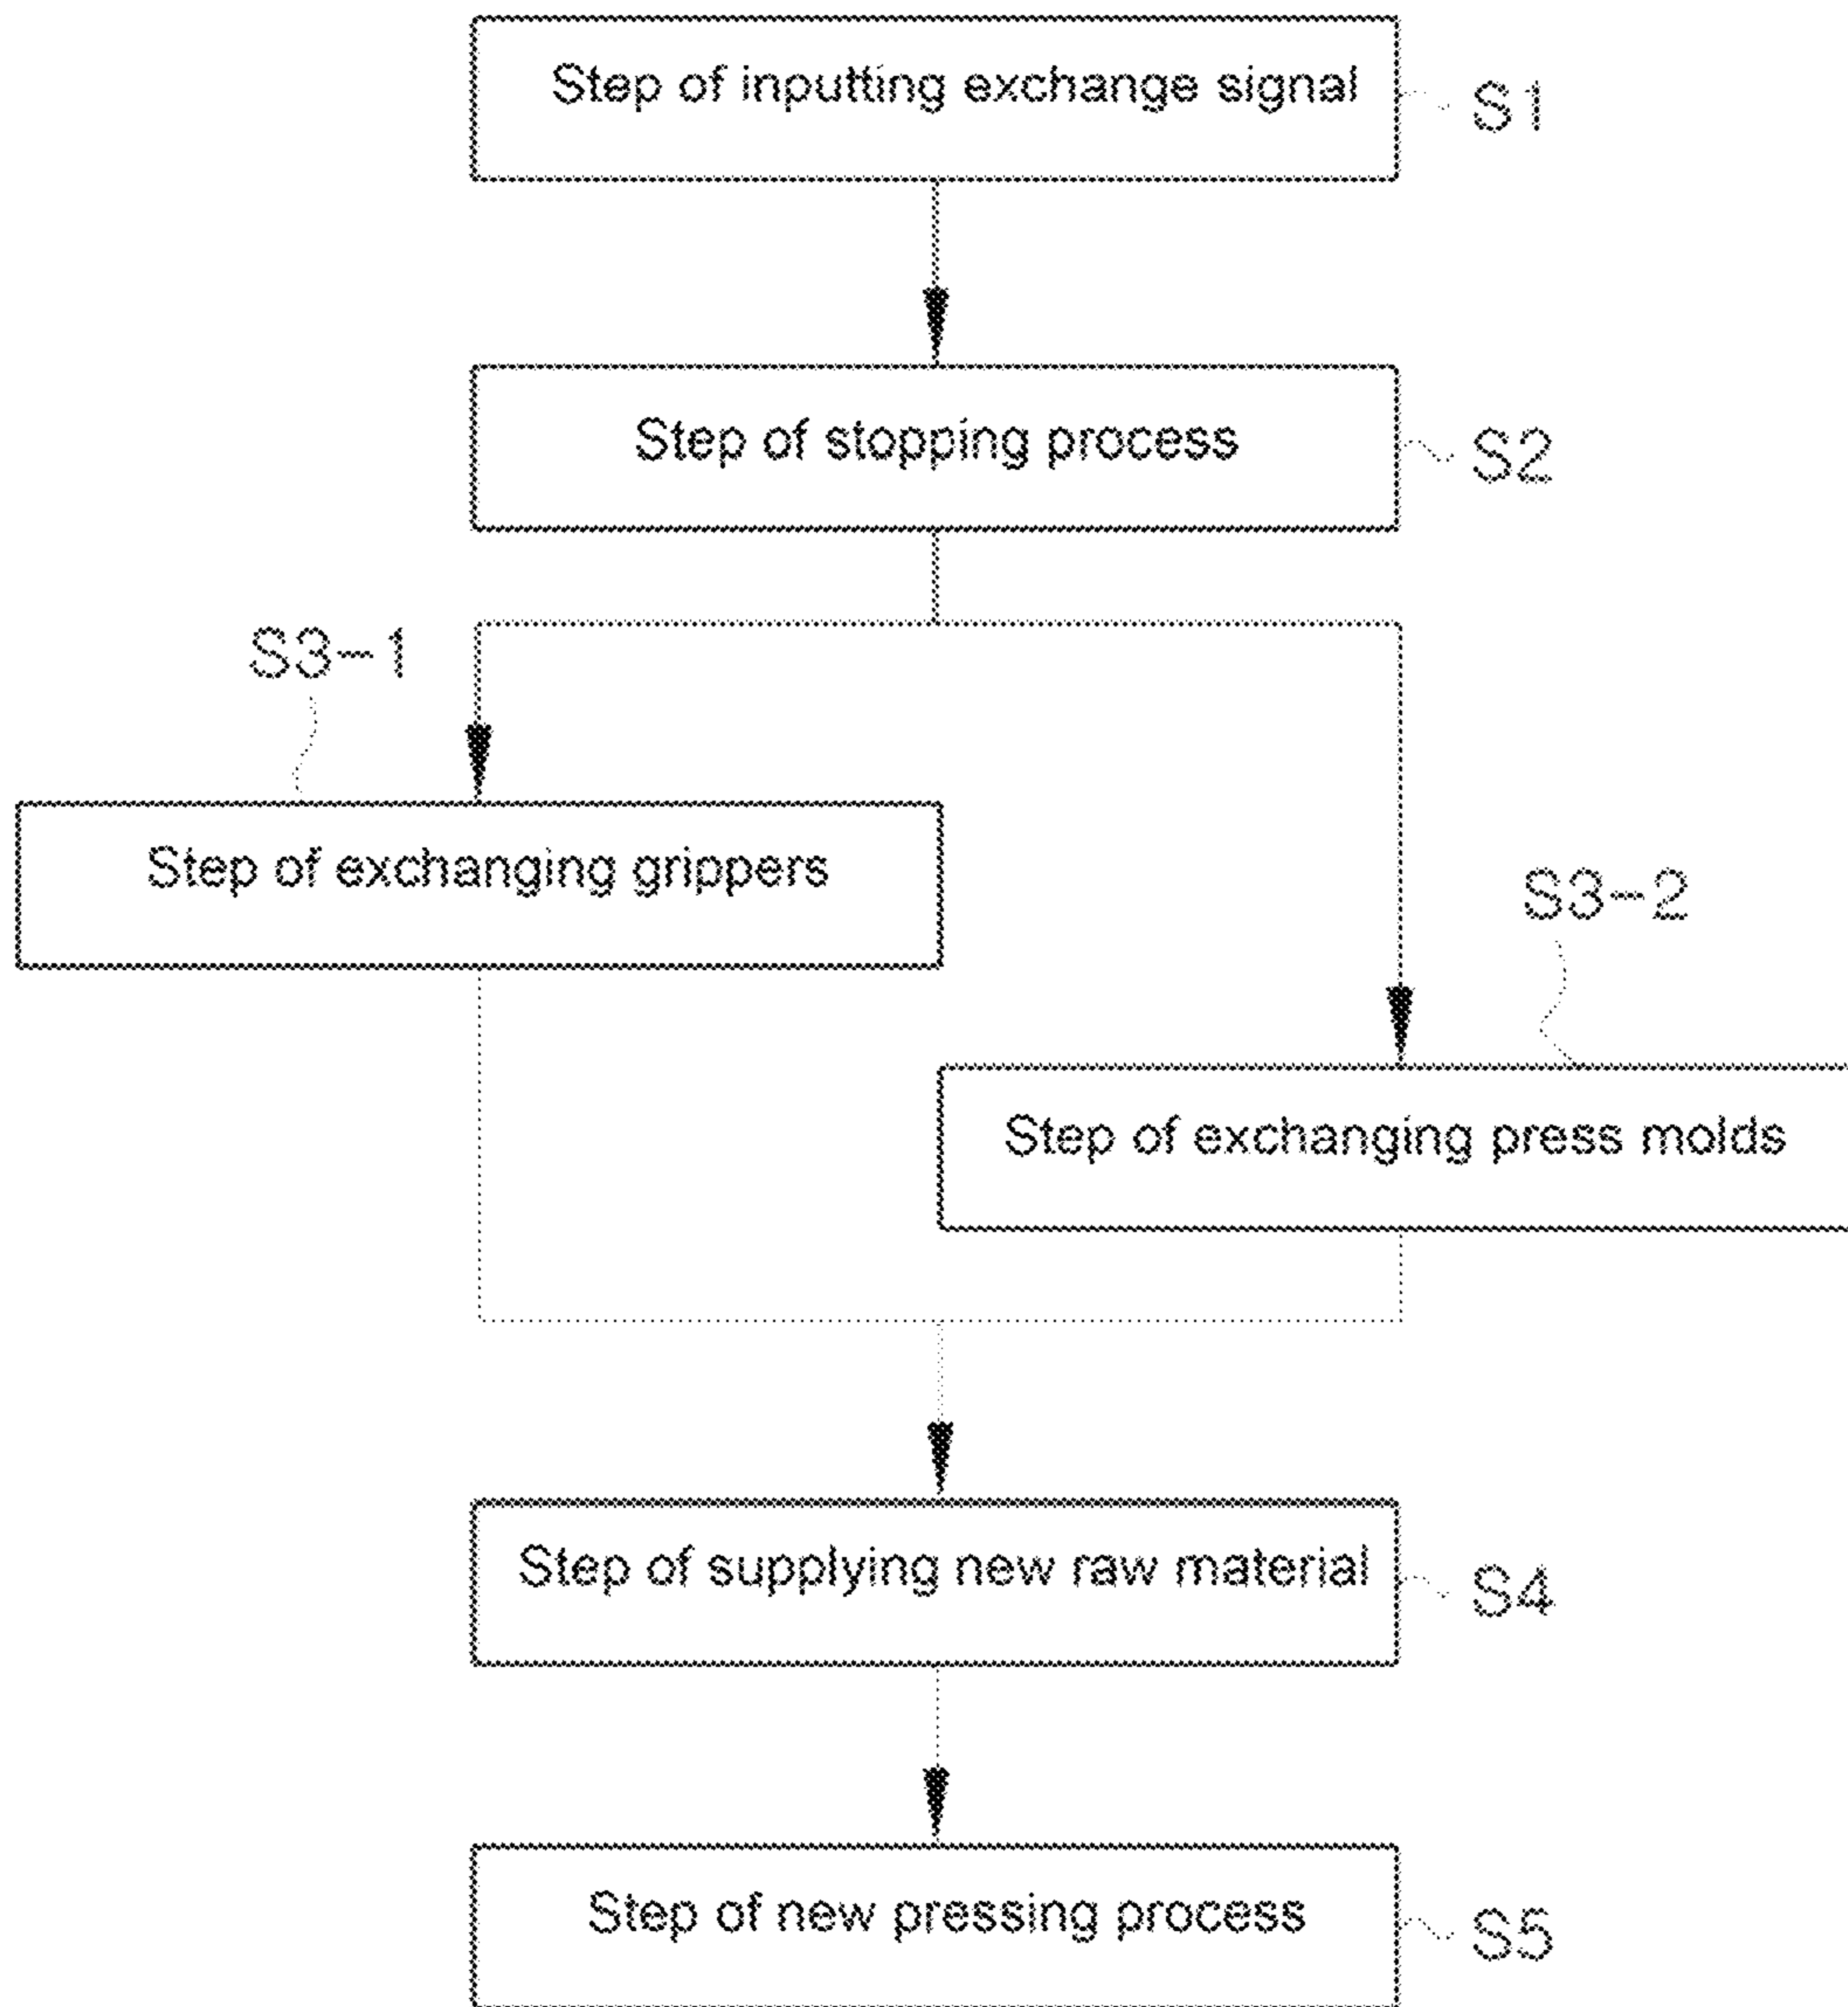 Step of inputting exchange signal
S1
Step of stopping process
S2
S3-1
Step of exchanging grippers
S3-2
Step of exchanging press molds
Step of supplying new raw material
S4
Step of new pressing process
S5